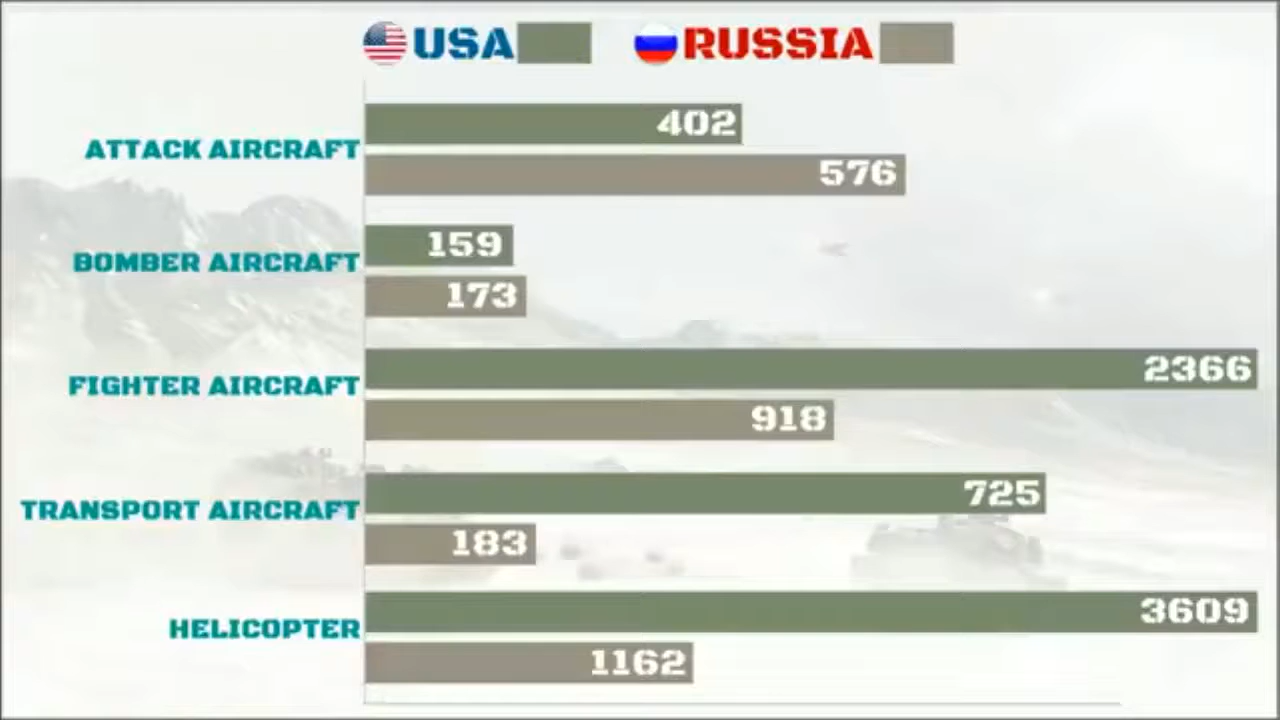 USA RUSSIA
ATTACK AIRCRAFT
402
576
BOMBER AIRCRAFT
159
173
FIGHTER AIRCRAFT
2366
918
TRANSPORT AIRCRAFT
725
183
HELICOPTER
3609
1162